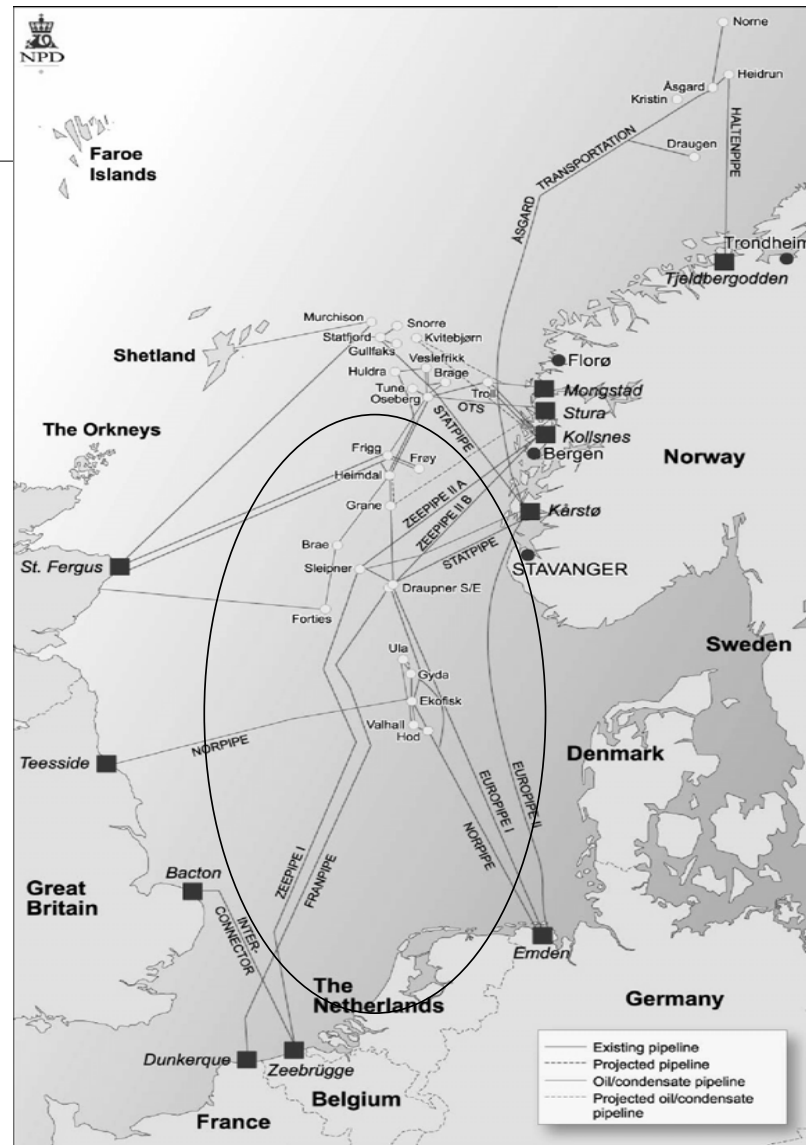 NPD
Norne
Heidrun
Åsgard
Kristin
HALTENPIPE
Draugen
TRANSPORTATION
ÅSGARD
Faroe
Islands
Trondheim
Tjeldbergodden
Murchison
Snorre
Statfjord
Kvitebjørn
Gullfaks
Shetland
Veslefrikk
Florø
Huldra
Brage
Tune
Troll
Mongstad
Oseberg
OTS
Stura
STATPIPE
The Orkneys
Kollsnes
Frigg
Frøy
Bergen
Norway
Heimdal
ZEEPIPE II A
Grane
ZEEPIPE II B
Kårstø
Brae
STATPIPE
St. Fergus
Sleipner
STAVANGER
Draupner S/E
Forties
Sweden
Ula
Gyda
Ekofisk
Valhall
NORPIPE
Hod
Denmark
Teesside
EUROPIPE I
EUROPIPE II
NORPIPE
ZEEPIPE I
FRANPIPE
Bacton
Great
Britain
INTER-
CONNECTOR
Emden
The
Netherlands
Germany
Dunkerque
Zeebrügge
Belgium
France
Existing pipeline
Projected pipeline
Oil/condensate pipeline
Projected oil/condensate
pipeline